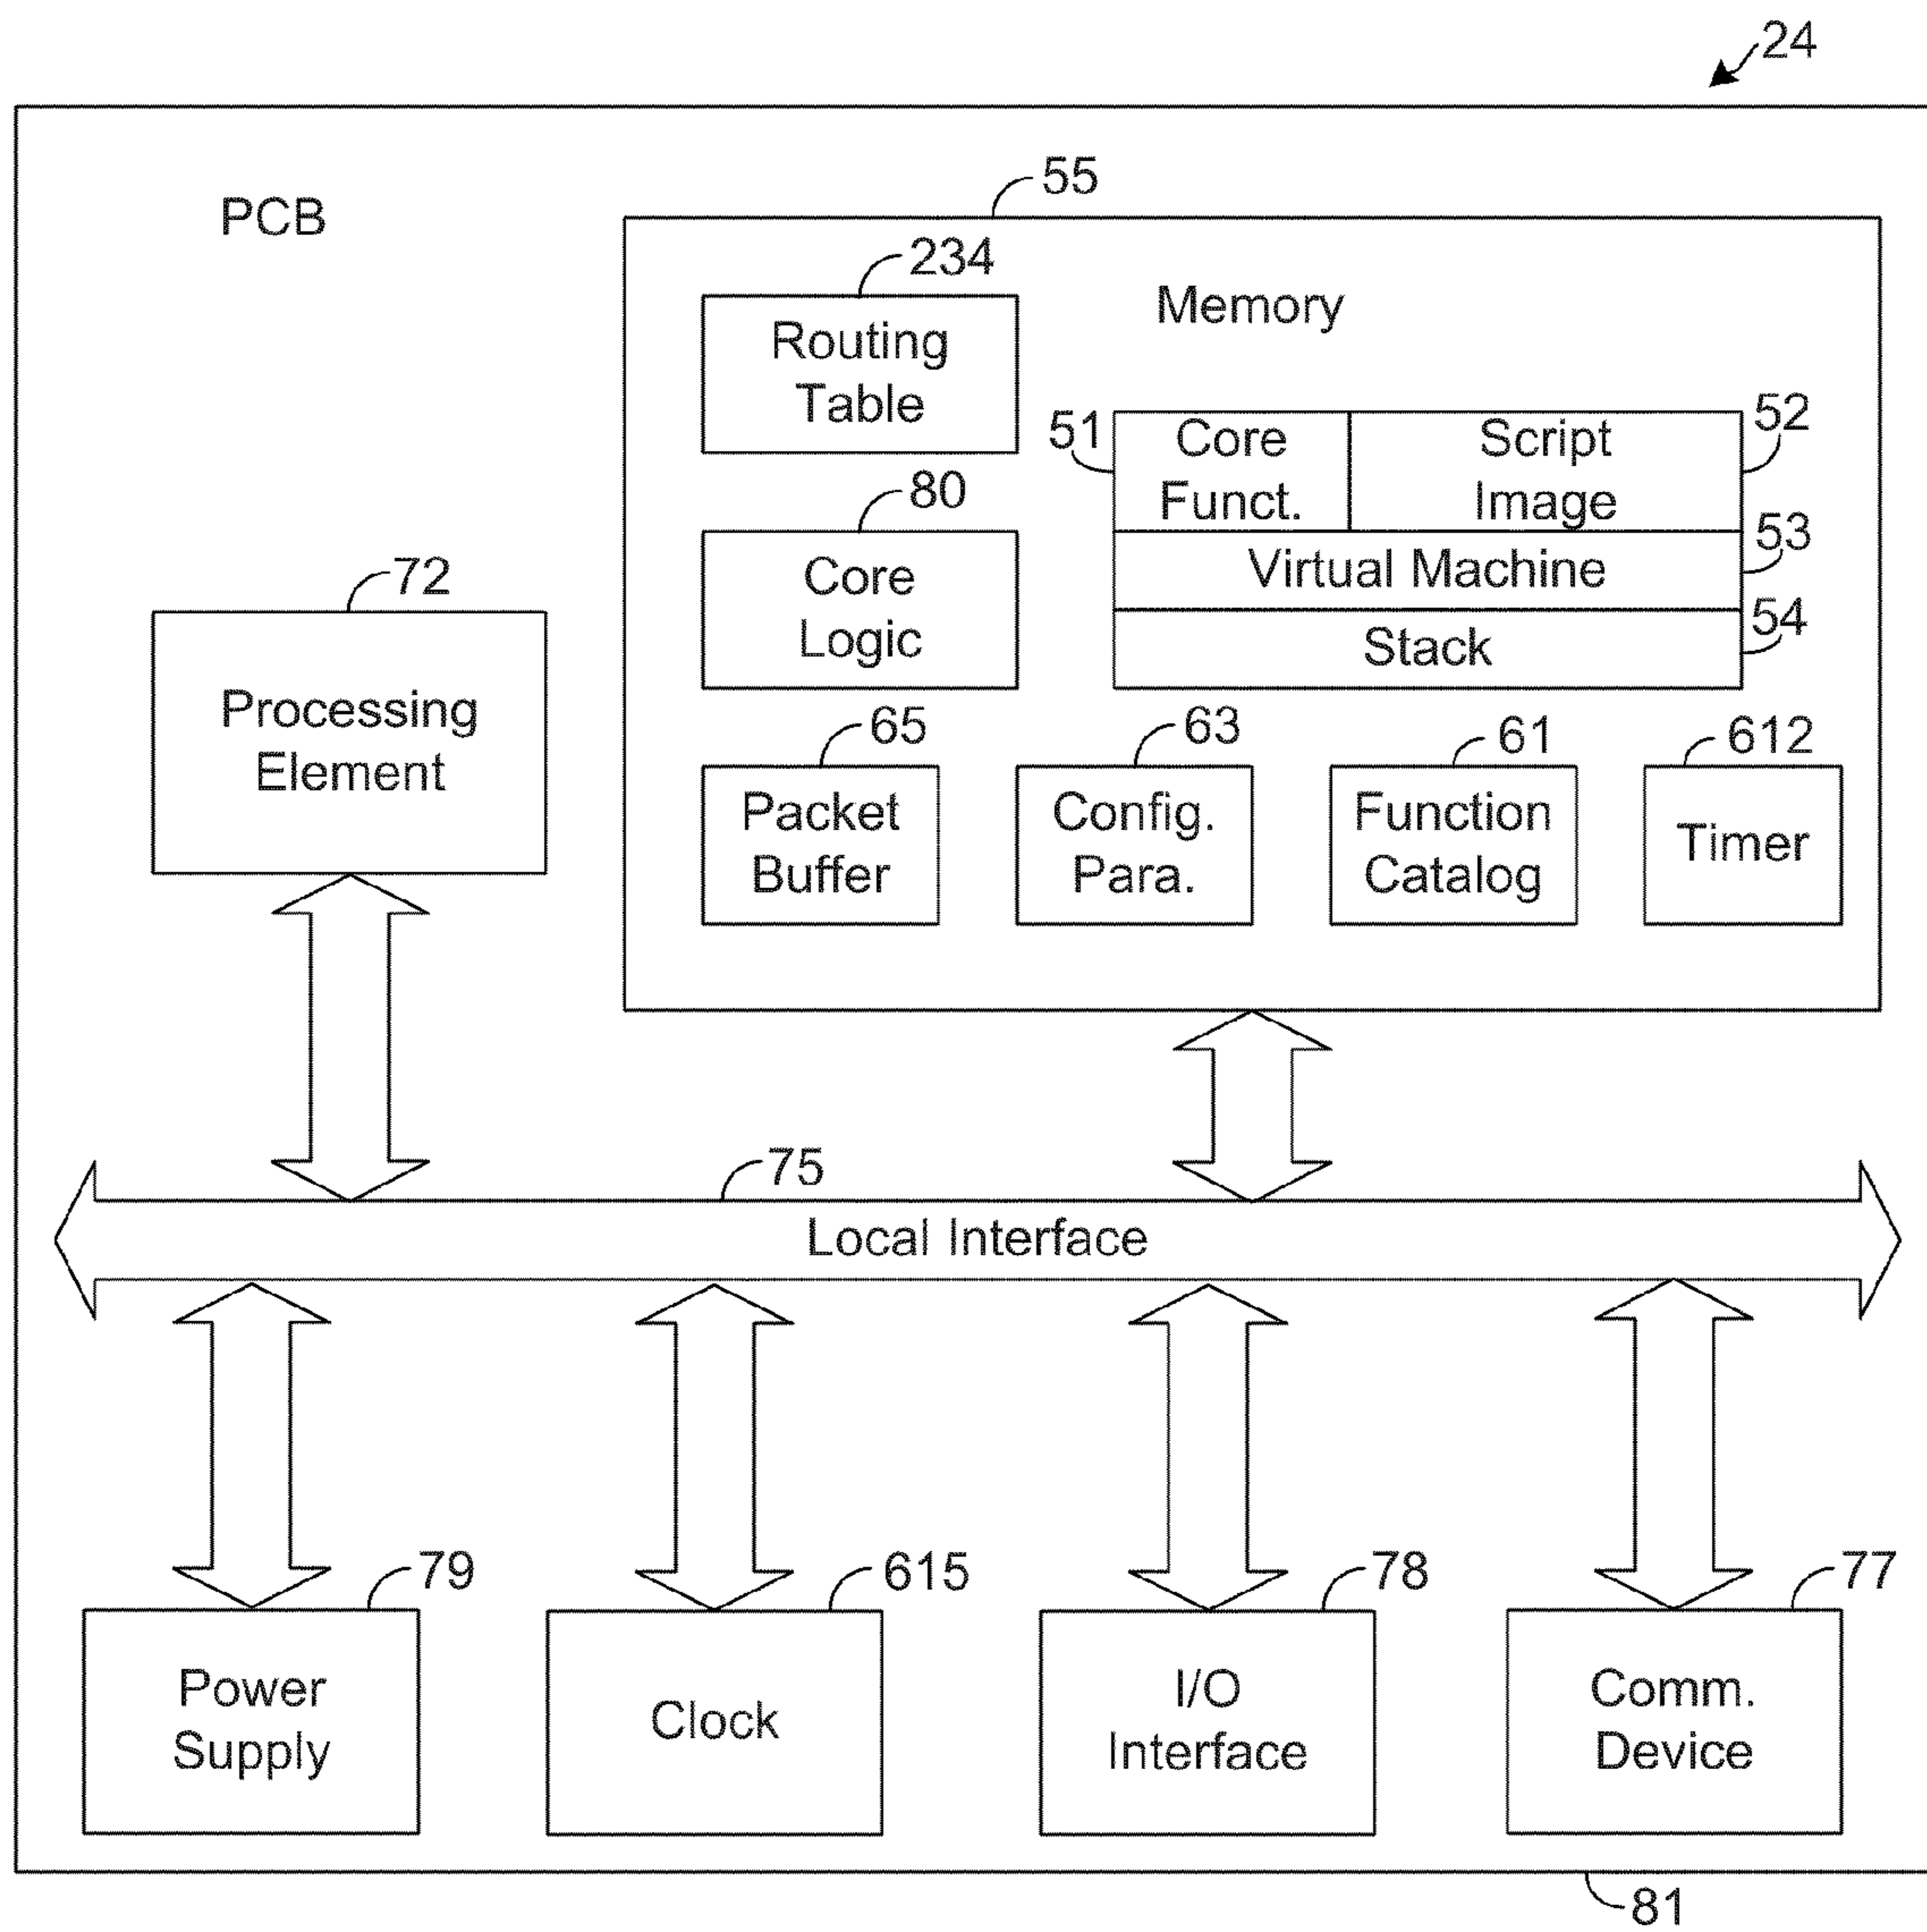 24
PCB
55
234
Memory
Routing
Table
51
Core
Funct.
Script
Image
52
80
Core
Logic
Virtual Machine
53
Stack
54
72
Processing
Element
65
Packet
Buffer
63
Config.
Para.
61
Function
Catalog
612
Timer
75
Local Interface
79
Power
Supply
615
Clock
78
I/O
Interface
77
Comm.
Device
81